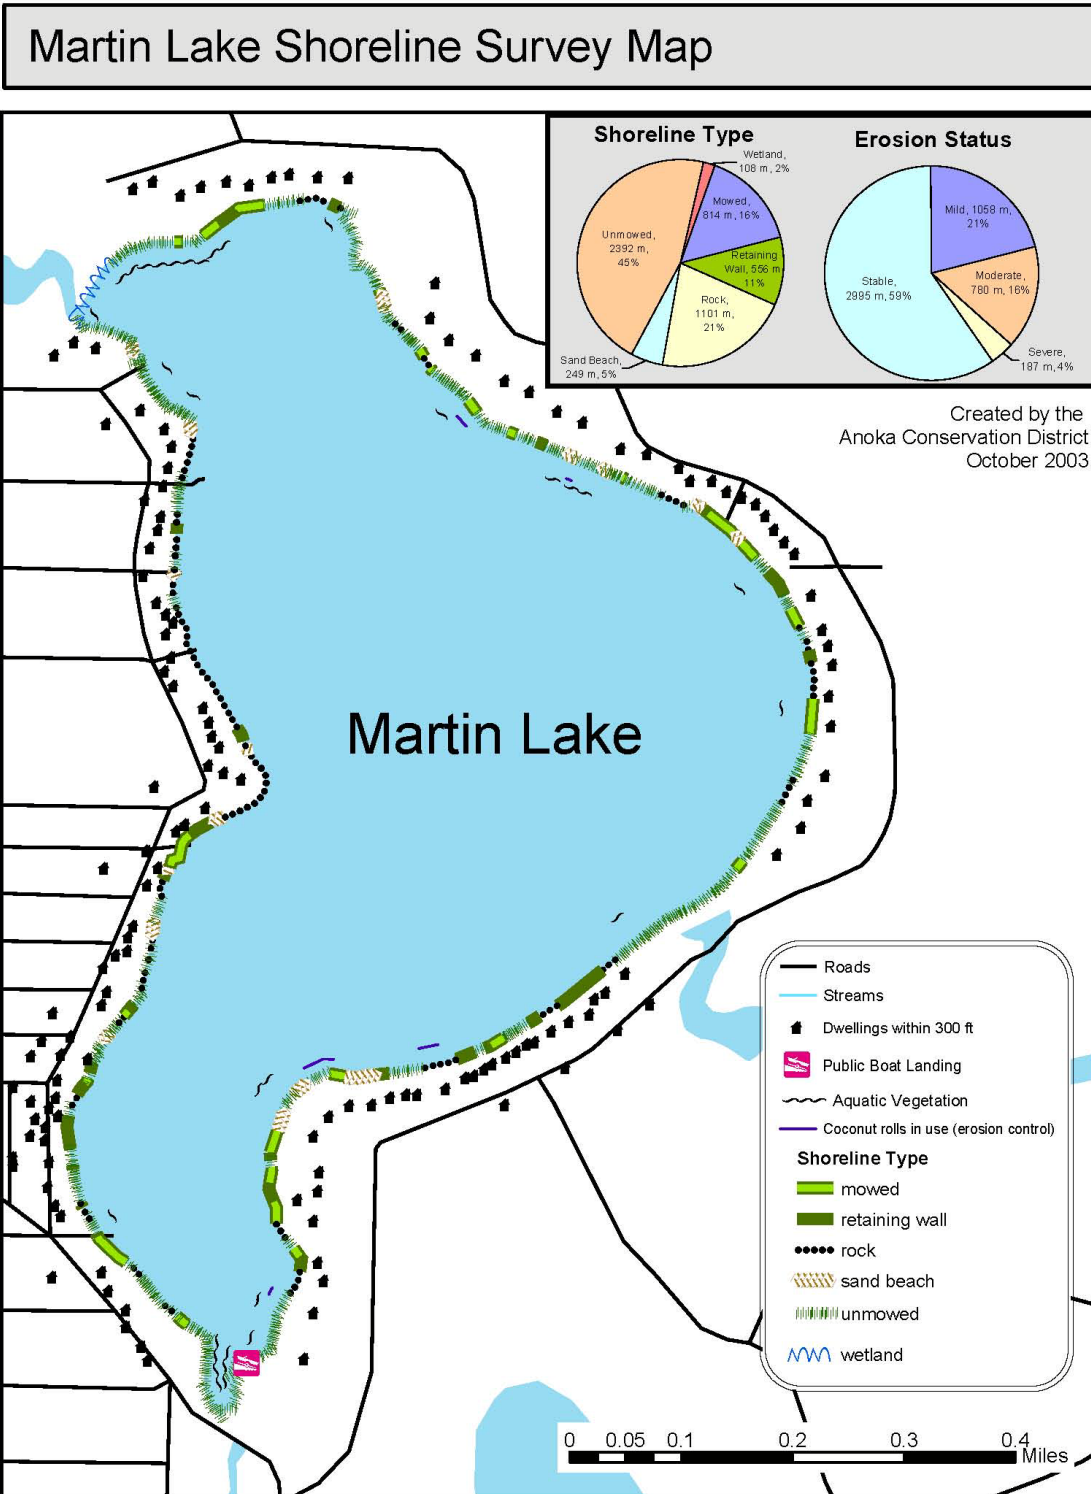 Martin Lake Shoreline Survey Map
Shoreline Type
Wetland,
108 m, 2%
Mowed,
814 m, 16%
Retaining
Wall, 556 m
11%
Rock,
1101 m,
21%
Sand Beach,
249 m, 5%
Unmowed,
2392 m,
45%
Erosion Status
Mild, 1058 m,
21%
Moderate,
780 m, 16%
Severe,
187 m, 4%
Stable,
2995 m, 59%
Created by the
Anoka Conservation District
October 2003
Martin Lake
Roads
Streams
Dwellings within 300 ft
Public Boat Landing
Aquatic Vegetation
Coconut rolls in use (erosion control)
Shoreline Type
mowed
retaining wall
rock
sand beach
unmowed
wetland
0 0.05 0.1 0.2 0.3 0.4
Miles